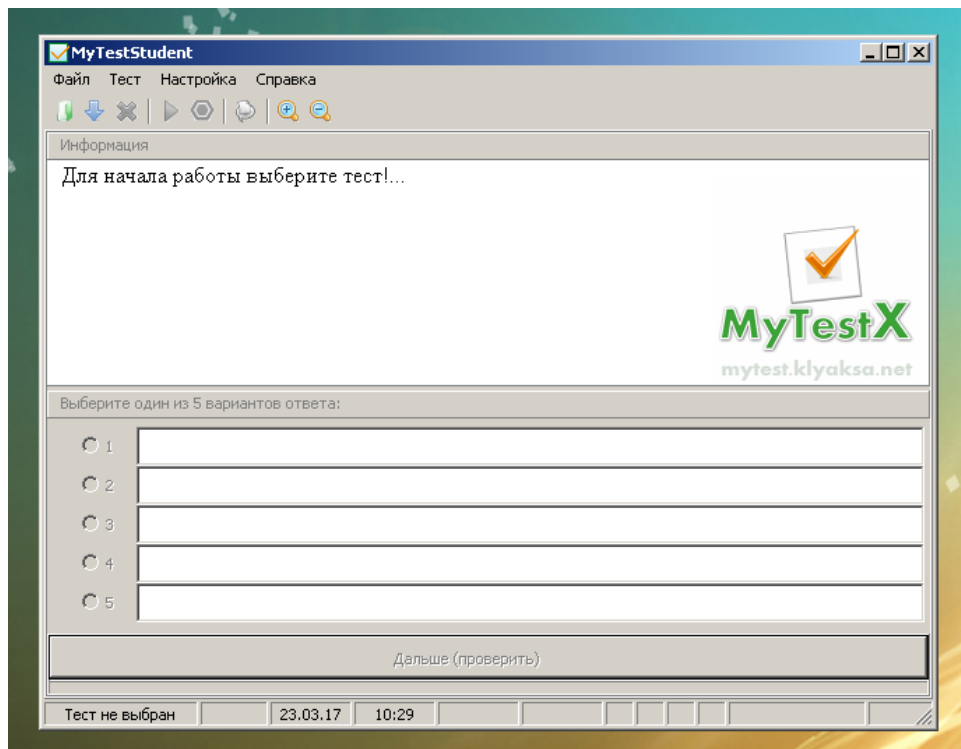 MyTestStudent
Файл Тест Настройка Справка
Информация
Для начала работы выберите тест!...
MyTestX
mytest.klyaksa.net
Выберите один из 5 вариантов ответа:
1
2
3
4
5
Дальше (проверить)
Тест не выбран 23.03.17 10:29